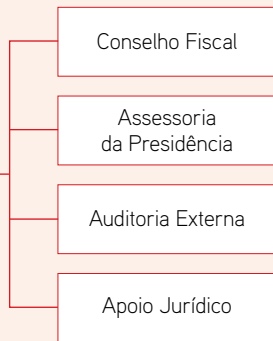 Conselho Fiscal
Assessoria
da Presidência
Auditoria Externa
Apoio Jurídico